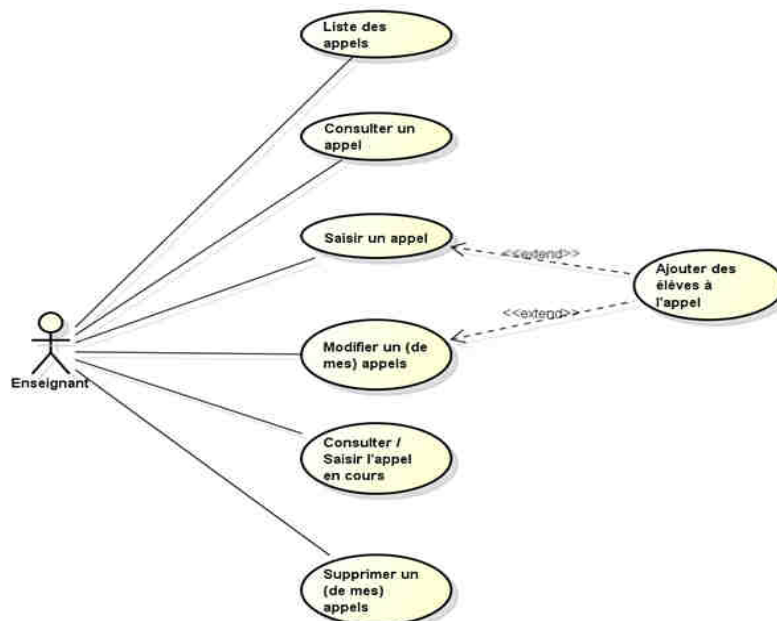 Liste des
appels
Consulter un
appel
Saisir un appel
<<extend>>
Ajouter des
élèves à
l'appel
<<extend>>
Enseignant
Modifier un (de
mes) appels
Consulter /
Saisir l'appel
en cours
Supprimer un
(de mes)
appels